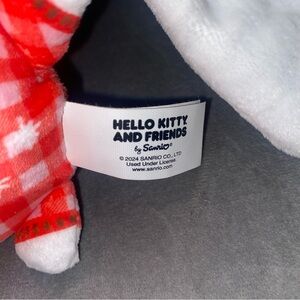 HELLO KITTY
AND FRIENDS
by Sanrio®
© 2024 SANRIO CO., LTD
Used Under License
www.sanrio.com